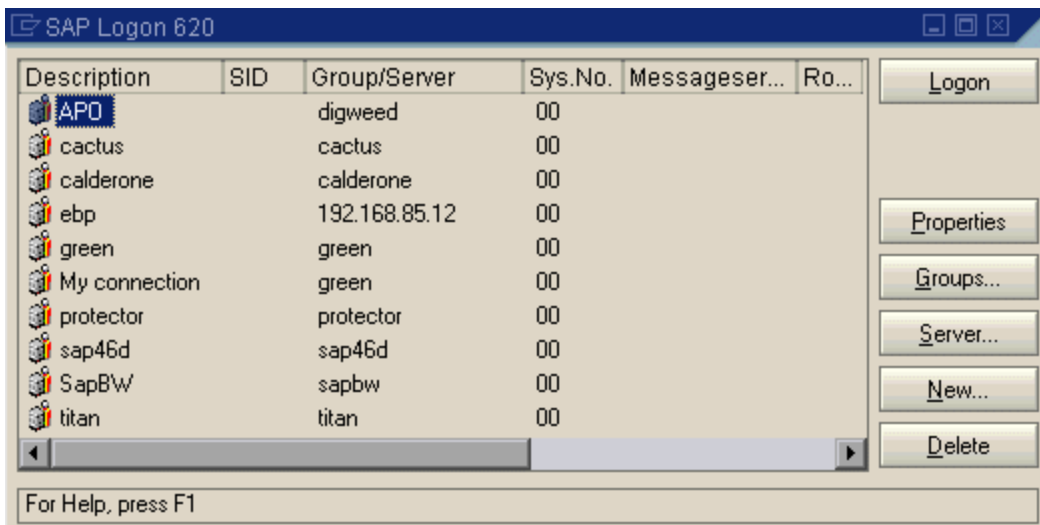 SAP Logon 620
Description SID Group/Server Sys.No. Messageser... Ro...
APO digweed 00
cactus cactus 00
calderone calderone 00
ebp 192.168.85.12 00
green green 00
My connection green 00
protector protector 00
sap46d sap46d 00
SapBW sapbw 00
titan titan 00
Logon
Properties
Groups...
Server...
New...
Delete
For Help, press F1